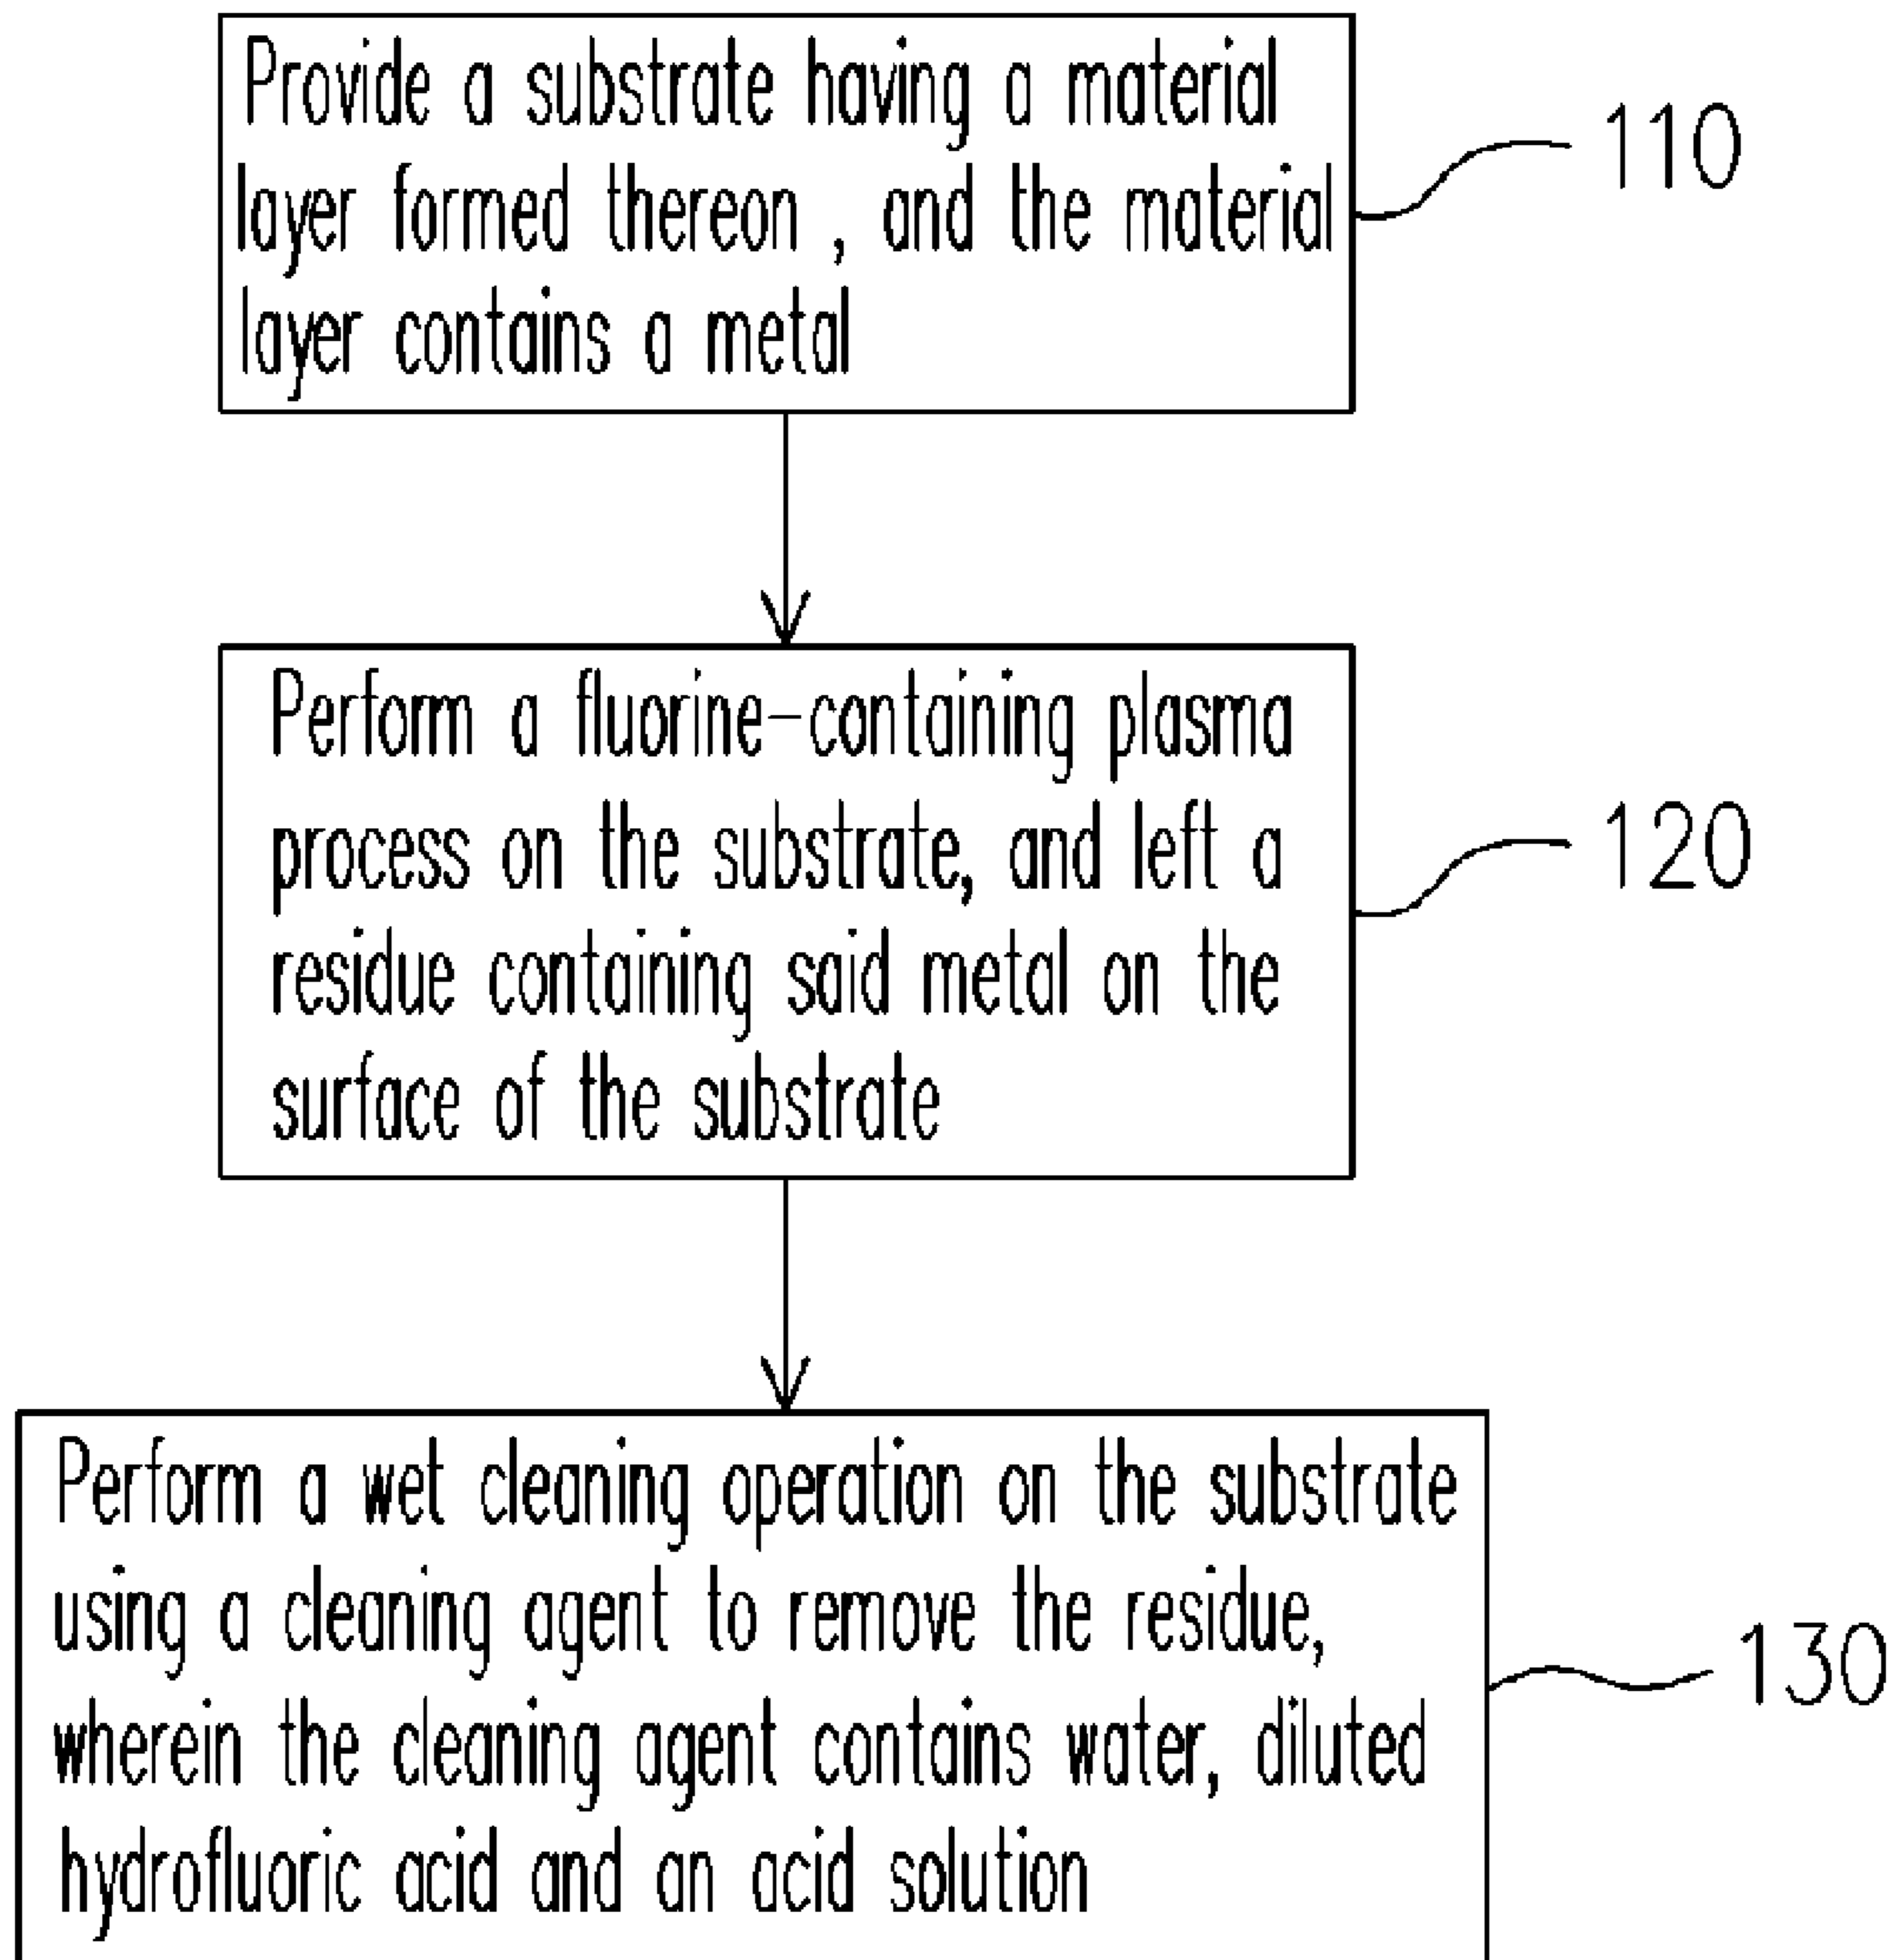 Provide a substrate having a material
layer formed thereon , and the material
layer contains a metal
110
Perform a fluorine-containing plasma
process on the substrate, and left a
residue containing said metal on the
surface of the substrate
120
Perform a wet cleaning operation on the substrate
using a cleaning agent to remove the residue,
wherein the cleaning agent contains water, diluted
hydrofluoric acid and an acid solution
130